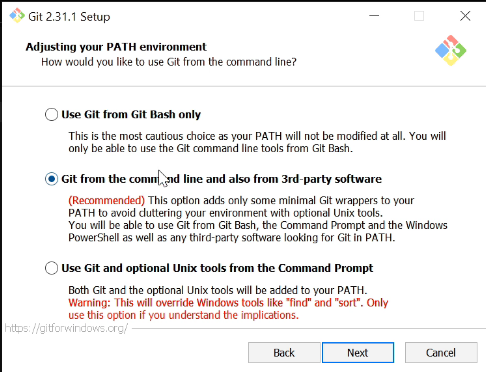 Git 2.31.1 Setup
Adjusting your PATH environment
How would you like to use Git from the command line?
Use Git from Git Bash only
This is the most cautious choice as your PATH will not be modified at all. You will
only be able to use the Git command line tools from Git Bash.
Git from the command line and also from 3rd-party software
(Recommended) This option adds only some minimal Git wrappers to your
PATH to avoid cluttering your environment with optional Unix tools.
You will be able to use Git from Git Bash, the Command Prompt and the Windows
PowerShell as well as any third-party software looking for Git in PATH.
Use Git and optional Unix tools from the Command Prompt
Both Git and the optional Unix tools will be added to your PATH.
Warning: This will override Windows tools like "find" and "sort". Only
use this option if you understand the implications.
https://gitforwindows.org/
Back
Next
Cancel